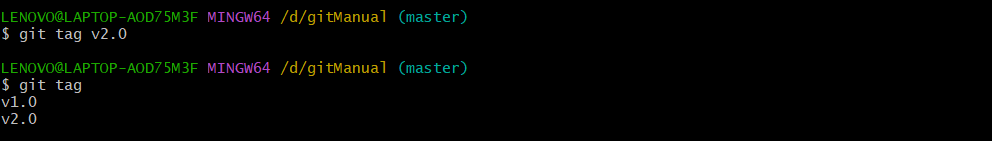 LENOVO@LAPTOP-AOD75M3F MINGW64 /d/gitManual (master)
$ git tag v2.0
LENOVO@LAPTOP-AOD75M3F MINGW64 /d/gitManual (master)
$ git tag
v1.0
v2.0